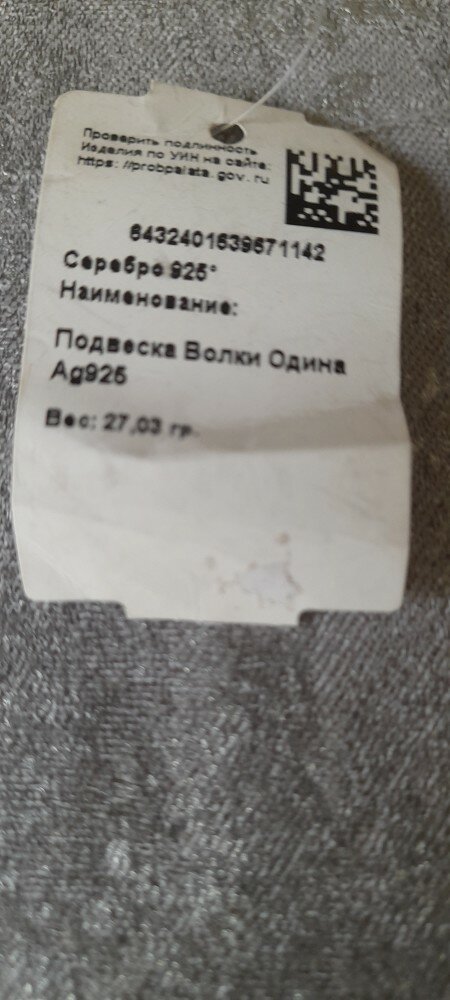 Проверить подлинность
Изделия по УИН на сайте:
https: //probpalata. gov. ru
6432401639671142
Серебро 925°
Наименование:
Подвеска Волки Одина
Ag925
Вес: 27,03 гр.